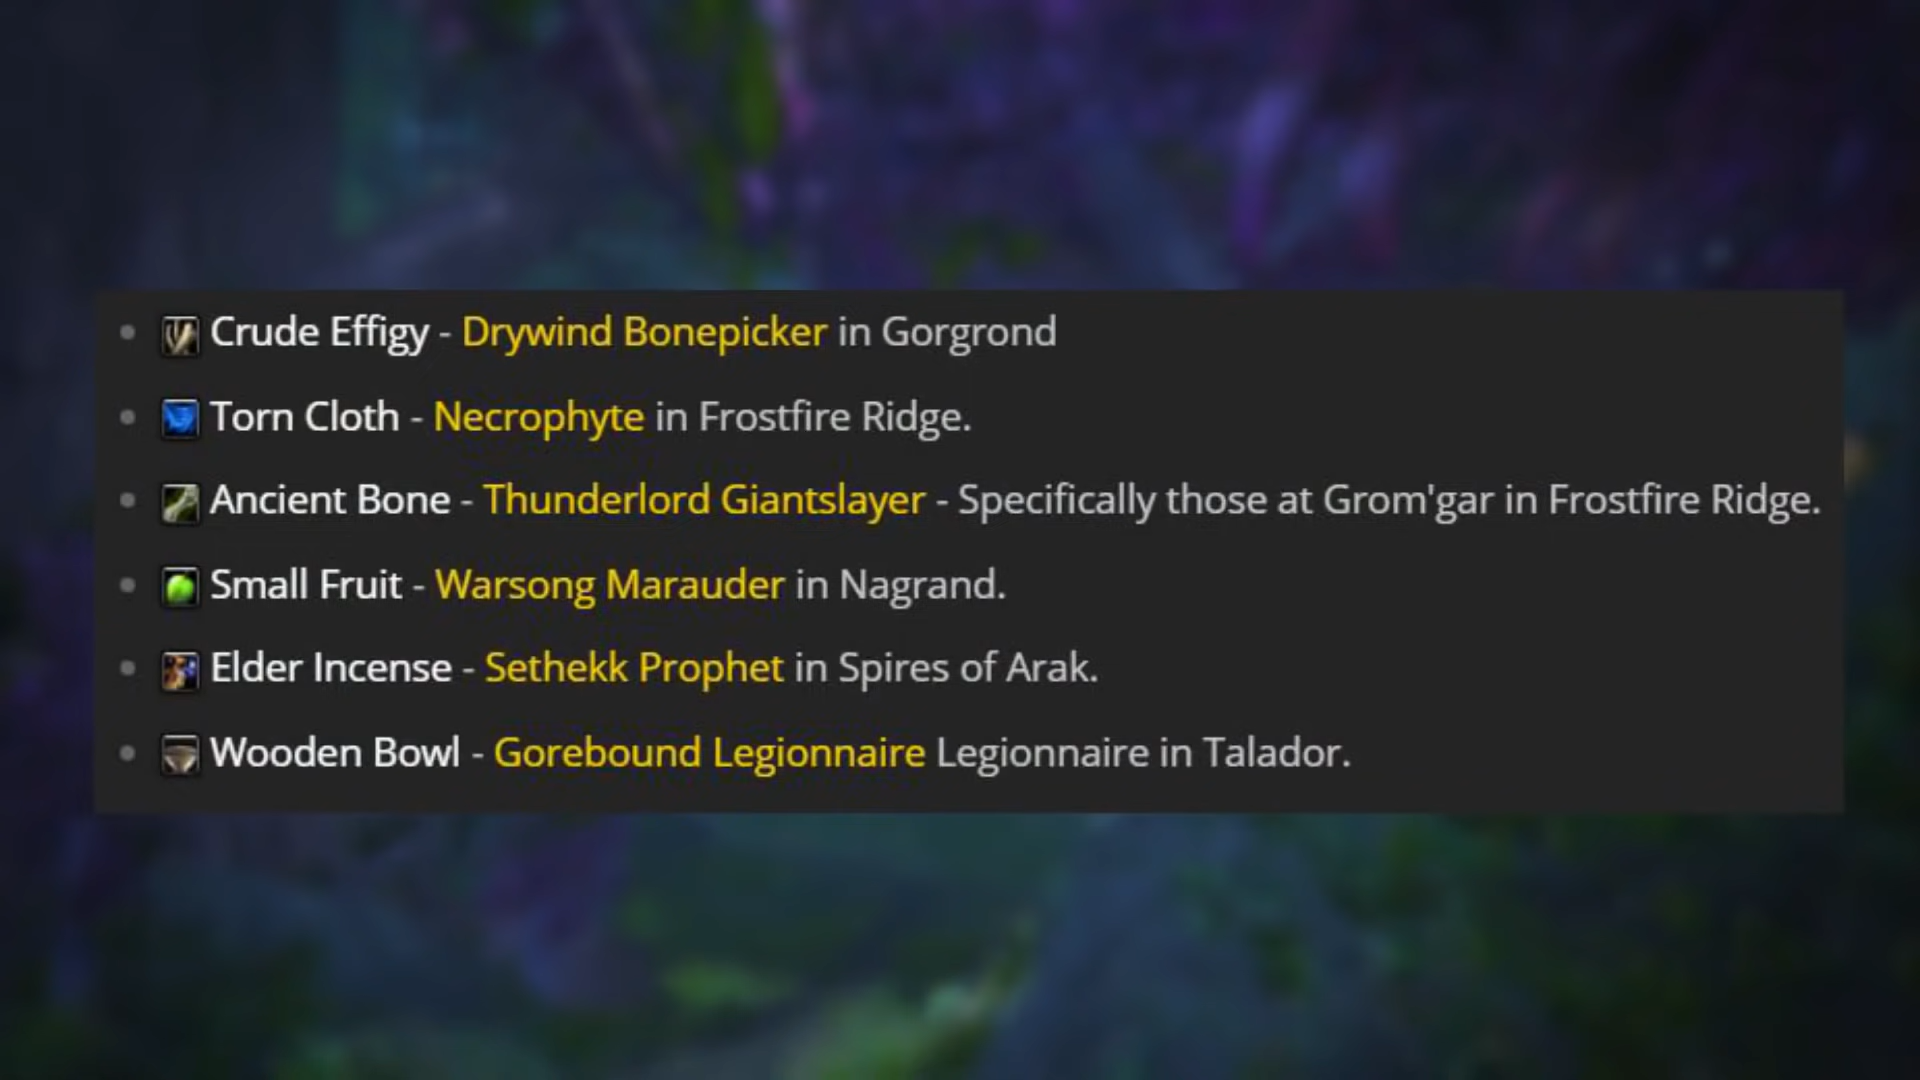 Crude Effigy - Drywind Bonepicker in Gorgrond
Torn Cloth - Necrophyte in Frostfire Ridge.
Ancient Bone - Thunderlord Giantslayer - Specifically those at Grom'gar in Frostfire Ridge.
Small Fruit - Warsong Marauder in Nagrand.
Elder Incense - Sethekk Prophet in Spires of Arak.
Wooden Bowl - Gorebound Legionnaire Legionnaire in Talador.